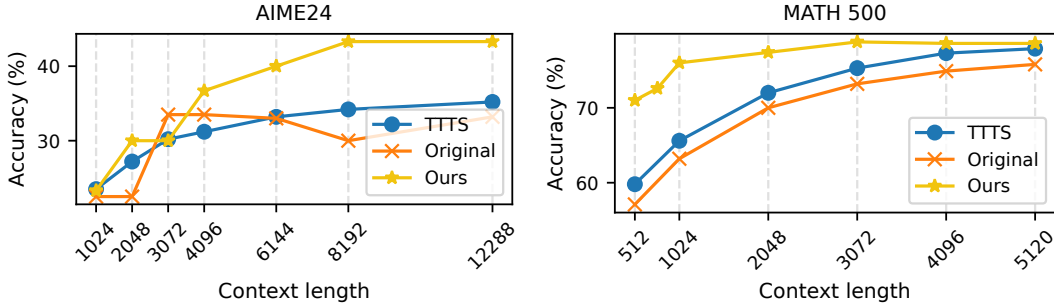 AIME24
Accuracy (%)
40
30
TTTS
Original
Ours
1024
2048
3072
4096
6144
8192
12288
Context length
MATH 500
Accuracy (%)
70
60
TTTS
Original
Ours
512
1024
2048
3072
4096
5120
Context length